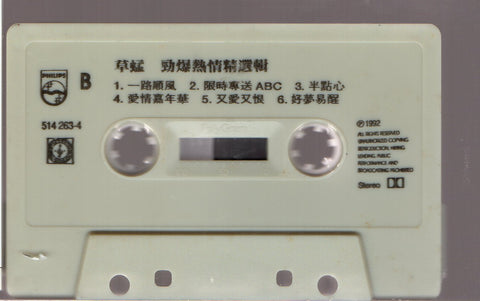 PHILIPS
B
草蜢 勁爆熱情精選輯
1. 一路順風 2. 限時專送 ABC 3. 半點心
4. 愛情嘉年華 5. 又愛又恨 6. 好夢易醒
514 263-4
℗ 1992
ALL RIGHTS RESERVED
UNAUTHORIZED COPYING
REPRODUCTION, HIRING
LENDING, PUBLIC
PERFORMANCE AND
BROADCASTING PROHIBITED
Stereo